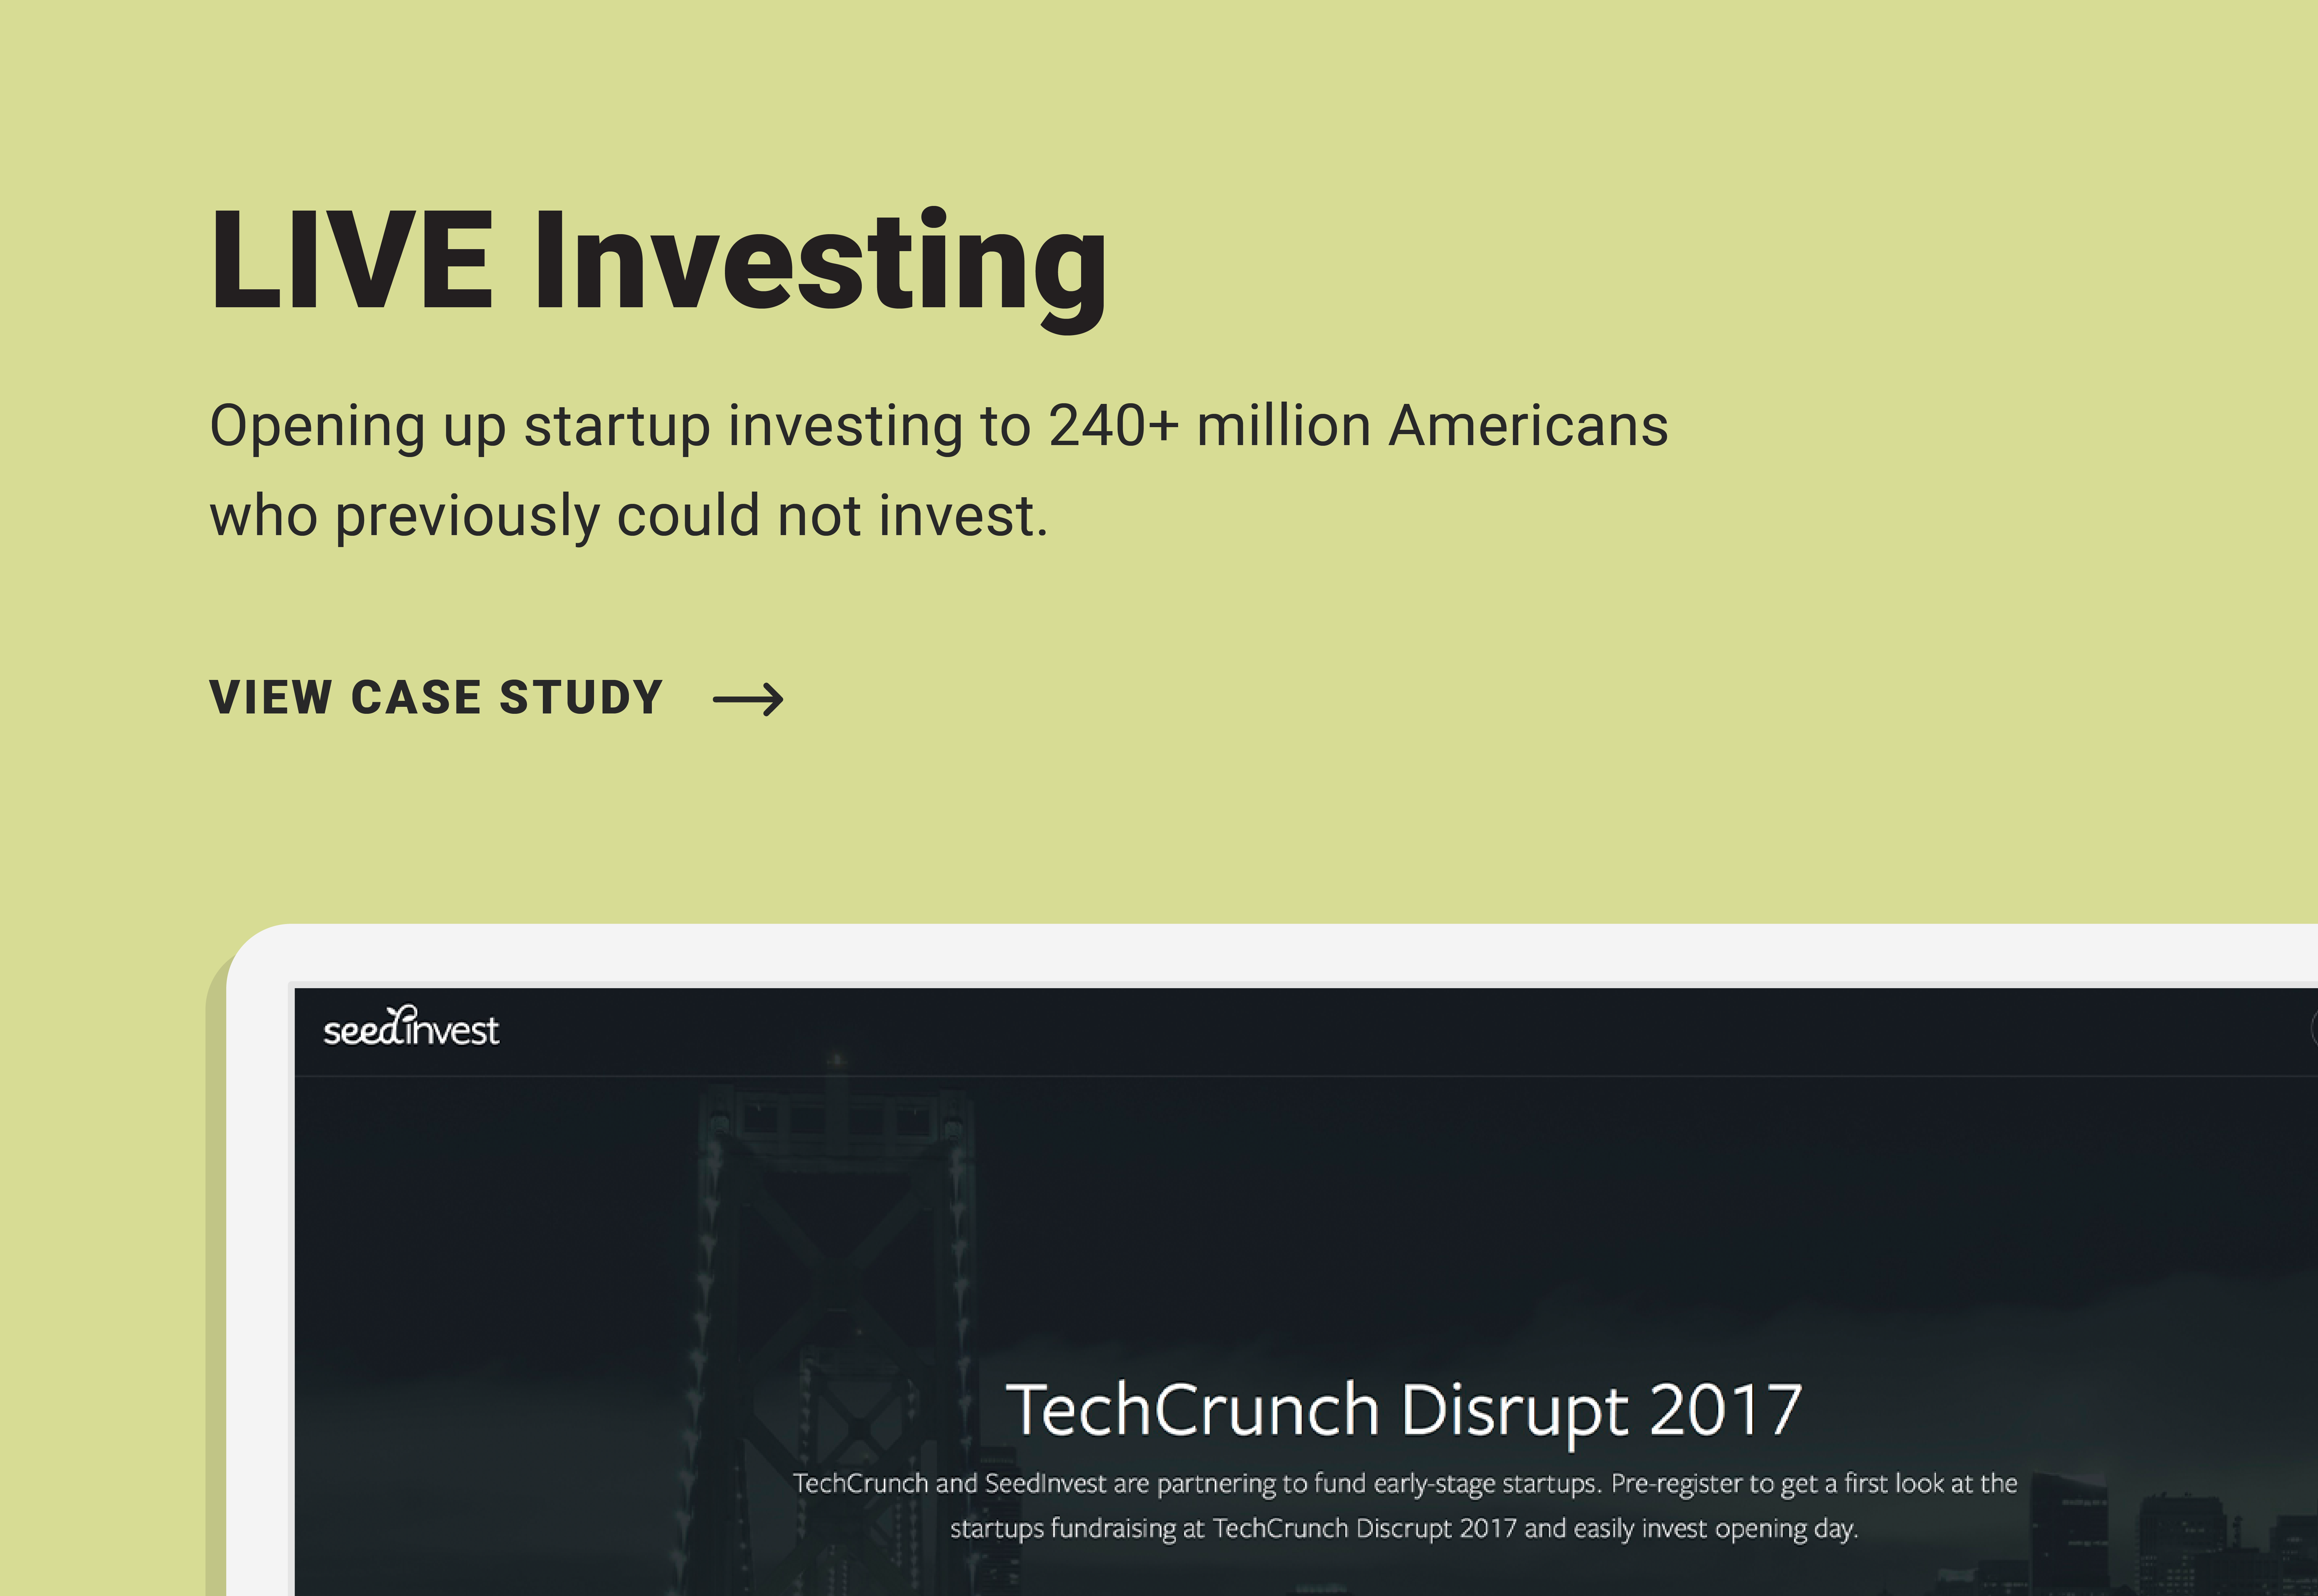 LIVE Investing
Opening up startup investing to 240+ million Americans
who previously could not invest.
VIEW CASE STUDY
seedinvest
TechCrunch Disrupt 2017
TechCrunch and SeedInvest are partnering to fund early-stage startups. Pre-register to get a first look at the
startups fundraising at TechCrunch Discrupt 2017 and easily invest opening day.